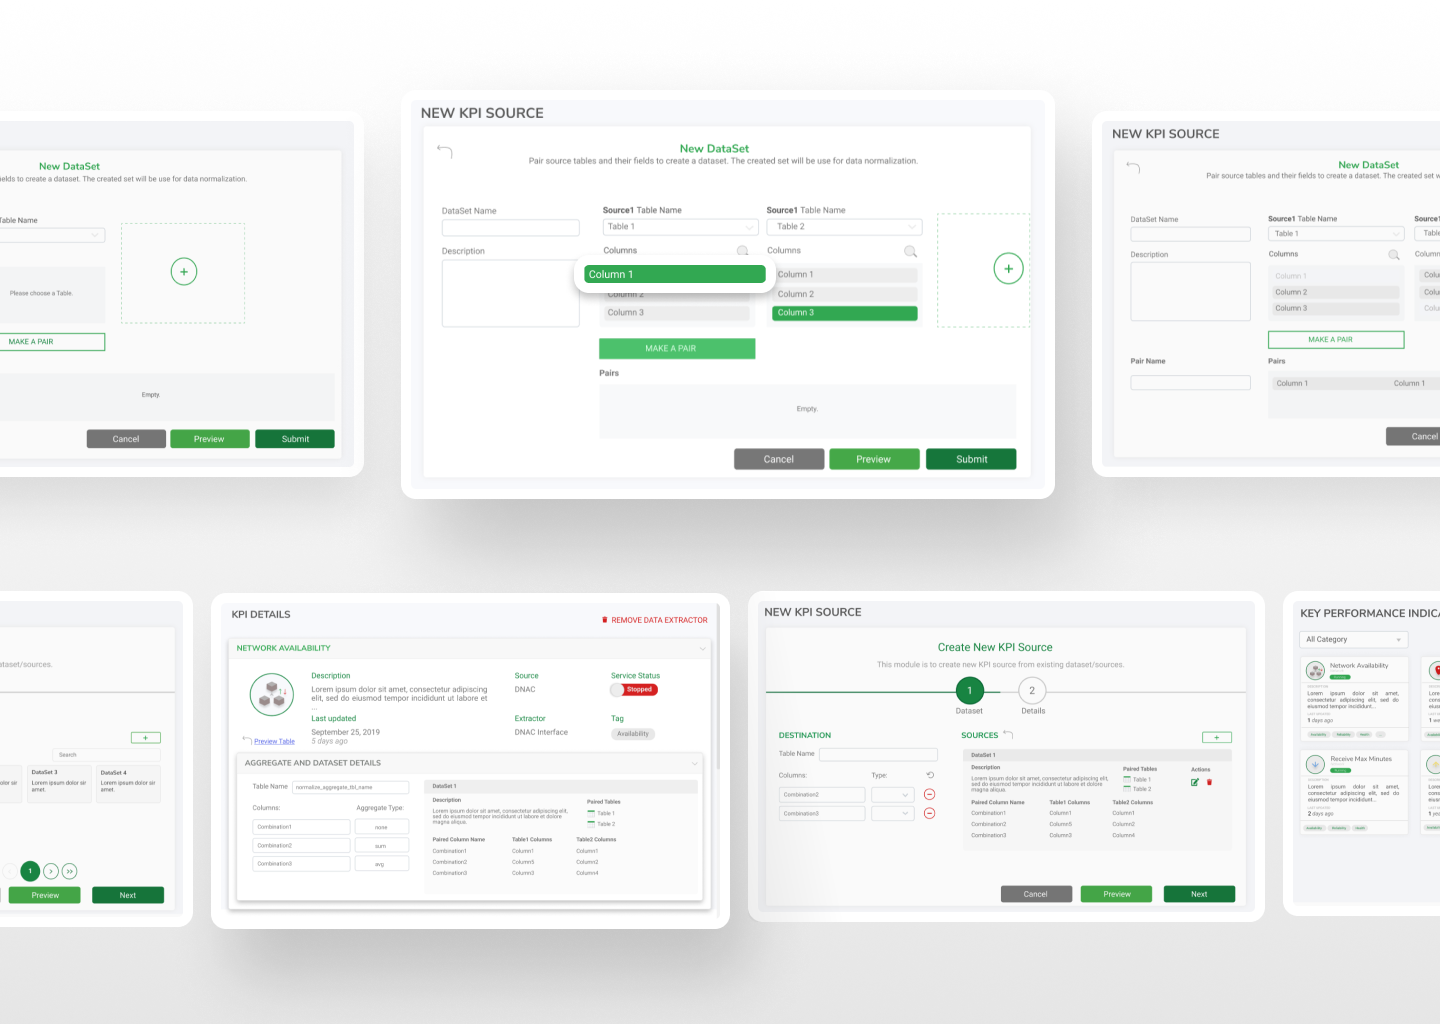 New DataSet
ields to create a dataset. The created set will be use for data normalization.
Table Name
Please choose a Table.
MAKE A PAIR
Empty.
Cancel
Preview
Submit
NEW KPI SOURCE
New DataSet
Pair source tables and their fields to create a dataset. The created set will be use for data normalization.
DataSet Name
Description
Source1 Table Name
Table 1
Columns
Column 1
Column 2
Column 3
Source1 Table Name
Table 2
Columns
Column 1
Column 2
Column 3
MAKE A PAIR
Pairs
Empty.
Cancel
Preview
Submit
NEW KPI SOURCE
New DataSet
Pair source tables and their fields to create a dataset. The created set w
DataSet Name
Description
Source1 Table Name
Table 1
Columns
Column 1
Column 2
Column 3
Source1
Table
Column
Colu
Colu
Colu
MAKE A PAIR
Pair Name
Pairs
Column 1
Column 1
Cancel
ataset/sources.
Search
olor sir
DataSet 3
Lorem ipsum dolor sir
amet.
DataSet 4
Lorem ipsum dolor sir
amet.
1
Preview
Next
KPI DETAILS
REMOVE DATA EXTRACTOR
NETWORK AVAILABILITY
Description
Lorem ipsum dolor sit amet, consectetur adipiscing
elit, sed do eiusmod tempor incididunt ut labore et
...
Last updated
September 25, 2019
5 days ago
Source
DNAC
Extractor
DNAC Interface
Service Status
Stopped
Tag
Availability
Preview Table
AGGREGATE AND DATASET DETAILS
Table Name
normalize_aggregate_tbl_name
Columns:
Aggregate Type:
Combination1
none
Combination2
sum
Combination3
avg
DataSet 1
Description
Lorem ipsum dolor sit amet, consectetur adipiscing elit,
sed do eiusmod tempor incididunt ut labore et dolore
magna aliqua.
Paired Tables
Table 1
Table 2
Paired Column Name
Table1 Columns
Table2 Columns
Combination1
Column1
Column1
Combination2
Column5
Column2
Combination3
Column3
Column4
NEW KPI SOURCE
Create New KPI Source
This module is to create new KPI source from existing dataset/sources.
1
2
Dataset
Details
DESTINATION
Table Name
Columns:
Type:
Combination2
Combination3
SOURCES
DataSet 1
Description
Lorem ipsum dolor sit amet, consectetur adipiscing elit,
sed do eiusmod tempor incididunt ut labore et dolore
magna aliqua.
Paired Tables
Table 1
Table 2
Actions
Paired Column Name
Table1 Columns
Table2 Columns
Combination1
Column1
Column1
Combination2
Column5
Column2
Combination3
Column3
Column4
Cancel
Preview
Next
KEY PERFORMANCE INDICA
All Category
Network Availability
Lorem ipsum dolor sit amet,
consectetur adipiscing elit, sed do
eiusmod tempor incididunt...
1 days ago
Lore
cons
eiusm
1 we
Receive Max Minutes
Lorem ipsum dolor sit amet,
consectetur adipiscing elit, sed do
eiusmod tempor incididunt...
2 days ago
Lore
cons
eiusm
1 yea